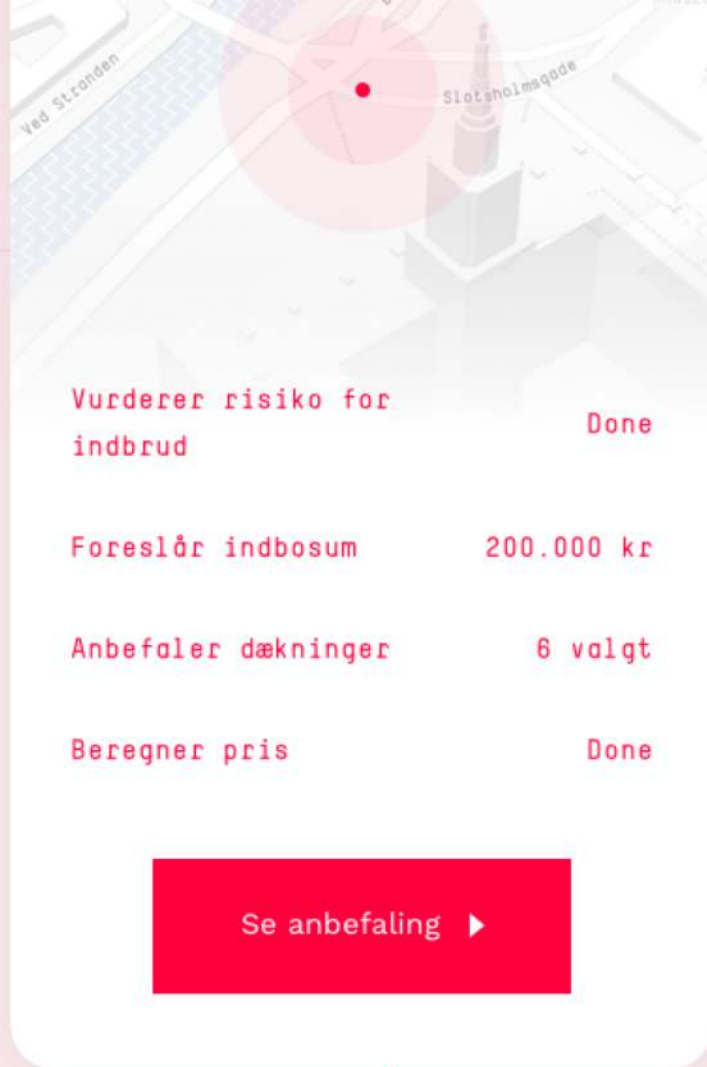 Ved Stranden
Slotsholmsgade
Vurderer risiko for
indbrud
Done
Foreslår indbosum
200.000 kr
Anbefaler dækninger
6 valgt
Beregner pris
Done
Se anbefaling